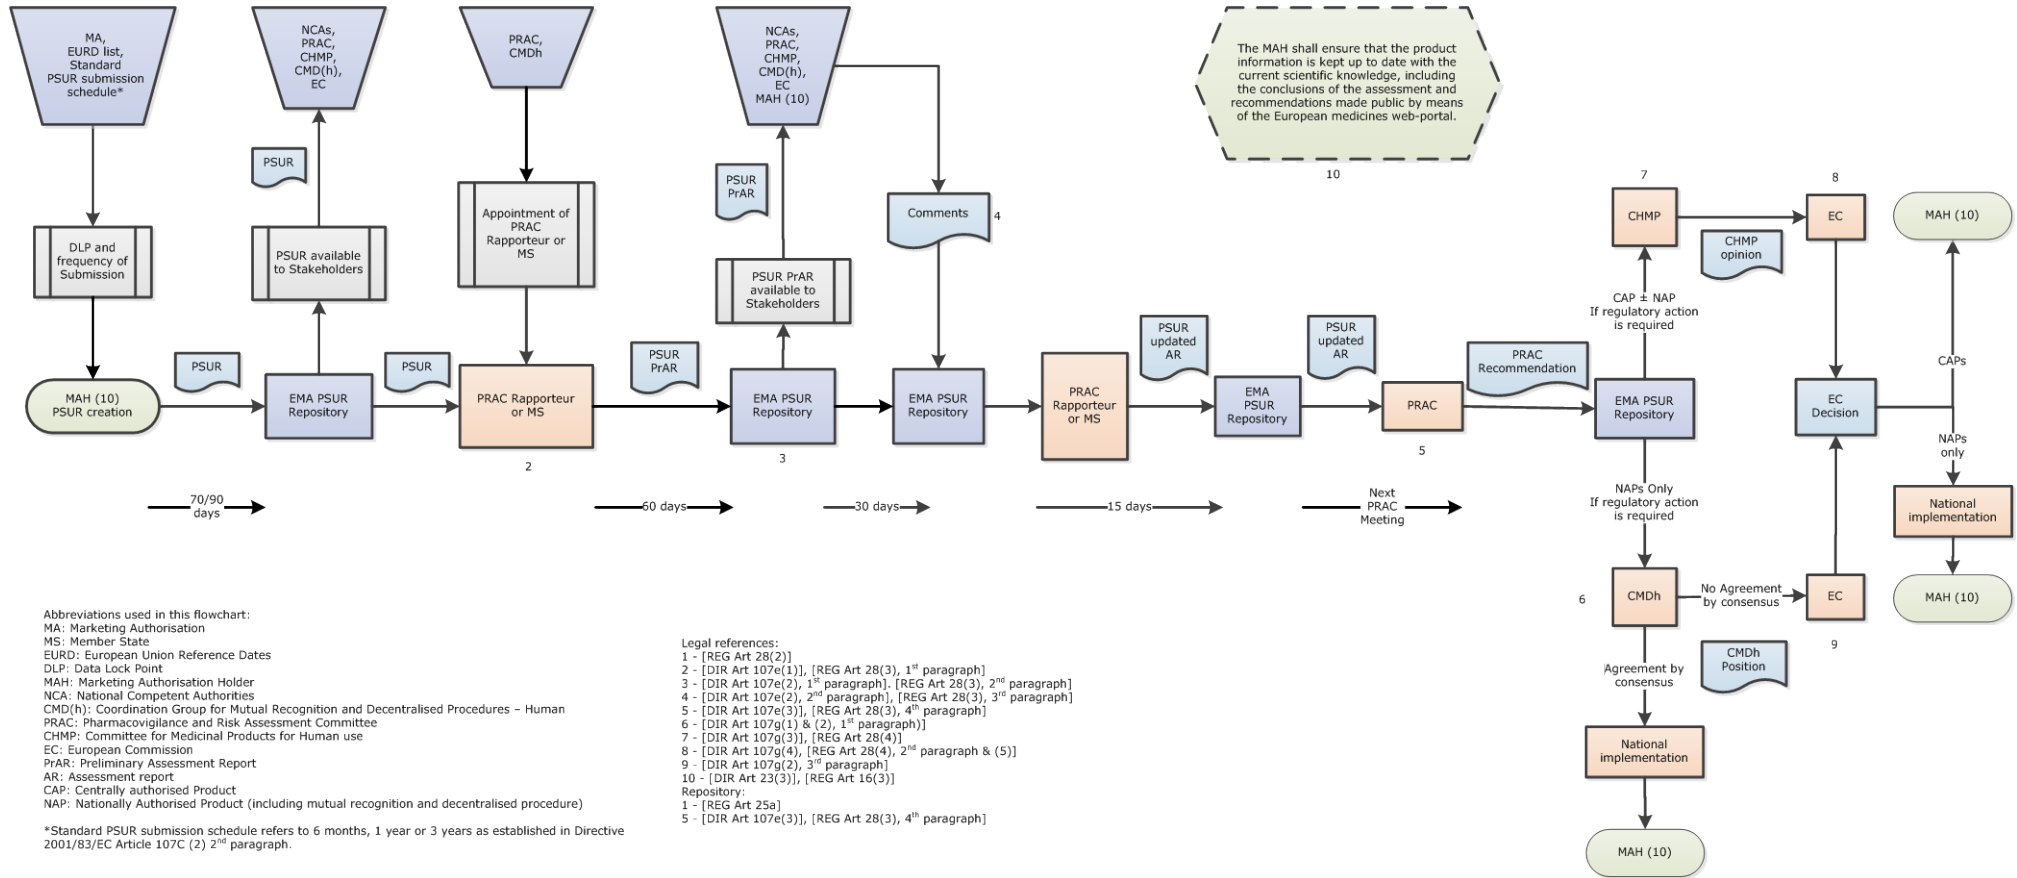 MA,
EURD list,
Standard
PSUR submission
schedule*
NCAs,
PRAC,
CHMP,
CMD(h),
EC
PRAC,
CMDh
NCAs,
PRAC,
CHMP,
CMD(h),
EC
MAH (10)
The MAH shall ensure that the product
information is kept up to date with the
current scientific knowledge, including
the conclusions of the assessment and
recommendations made public by means
of the European medicines web-portal.
10
PSUR
PSUR
PrAR
DLP and
frequency of
Submission
PSUR available
to Stakeholders
Appointment of
PRAC
Rapporteur or
MS
PSUR PrAR
available to
Stakeholders
Comments
4
7
CHMP
CHMP
opinion
8
EC
MAH (10)
CAP ± NAP
If regulatory action
is required
CAPs
MAH (10)
PSUR creation
PSUR
EMA PSUR
Repository
PSUR
PRAC Rapporteur
or MS
2
PSUR
PrAR
EMA PSUR
Repository
3
EMA PSUR
Repository
PRAC
Rapporteur
or MS
PSUR
updated
AR
EMA
PSUR
Repository
PSUR
updated
AR
PRAC
5
PRAC
Recommendation
EMA PSUR
Repository
EC
Decision
NAPs
only
National
implementation
MAH (10)
70/90
days
60 days
30 days
15 days
Next
PRAC
Meeting
NAPs Only
If regulatory action
is required
6
CMDh
No Agreement
by consensus
EC
9
Agreement by
consensus
CMDh
Position
National
implementation
MAH (10)
Abbreviations used in this flowchart:
MA: Marketing Authorisation
MS: Member State
EURD: European Union Reference Dates
DLP: Data Lock Point
MAH: Marketing Authorisation Holder
NCA: National Competent Authorities
CMD(h): Coordination Group for Mutual Recognition and Decentralised Procedures – Human
PRAC: Pharmacovigilance and Risk Assessment Committee
CHMP: Committee for Medicinal Products for Human use
EC: European Commission
PrAR: Preliminary Assessment Report
AR: Assessment report
CAP: Centrally authorised Product
NAP: Nationally Authorised Product (including mutual recognition and decentralised procedure)
*Standard PSUR submission schedule refers to 6 months, 1 year or 3 years as established in Directive
2001/83/EC Article 107C (2) 2nd paragraph.
Legal references:
1 - [REG Art 28(2)]
2 - [DIR Art 107e(1)], [REG Art 28(3), 1st paragraph]
3 - [DIR Art 107e(2), 1st paragraph]. [REG Art 28(3), 2nd paragraph]
4 - [DIR Art 107e(2), 2nd paragraph], [REG Art 28(3), 3rd paragraph]
5 - [DIR Art 107e(3)], [REG Art 28(3), 4th paragraph]
6 - [DIR Art 107g(1) & (2), 1st paragraph)]
7 - [DIR Art 107g(3)], [REG Art 28(4)]
8 - [DIR Art 107g(4), [REG Art 28(4), 2nd paragraph & (5)]
9 - [DIR Art 107g(2), 3rd paragraph]
10 - [DIR Art 23(3)], [REG Art 16(3)]
Repository:
1 - [REG Art 25a]
5 - [DIR Art 107e(3)], [REG Art 28(3), 4th paragraph]